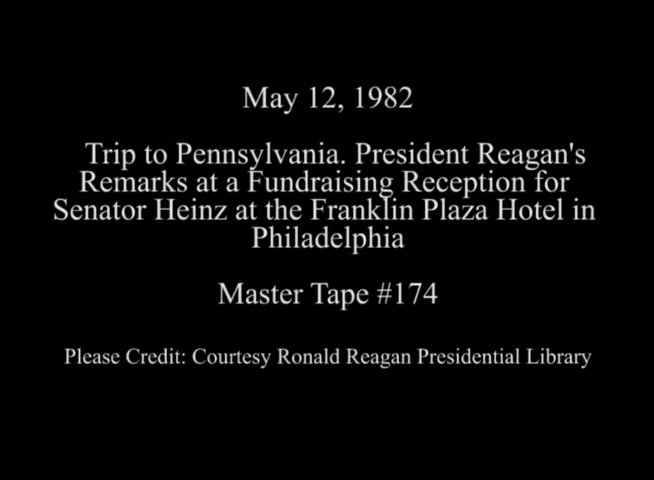 May 12, 1982
Trip to Pennsylvania. President Reagan's
Remarks at a Fundraising Reception for
Senator Heinz at the Franklin Plaza Hotel in
Philadelphia
Master Tape #174
Please Credit: Courtesy Ronald Reagan Presidential Library